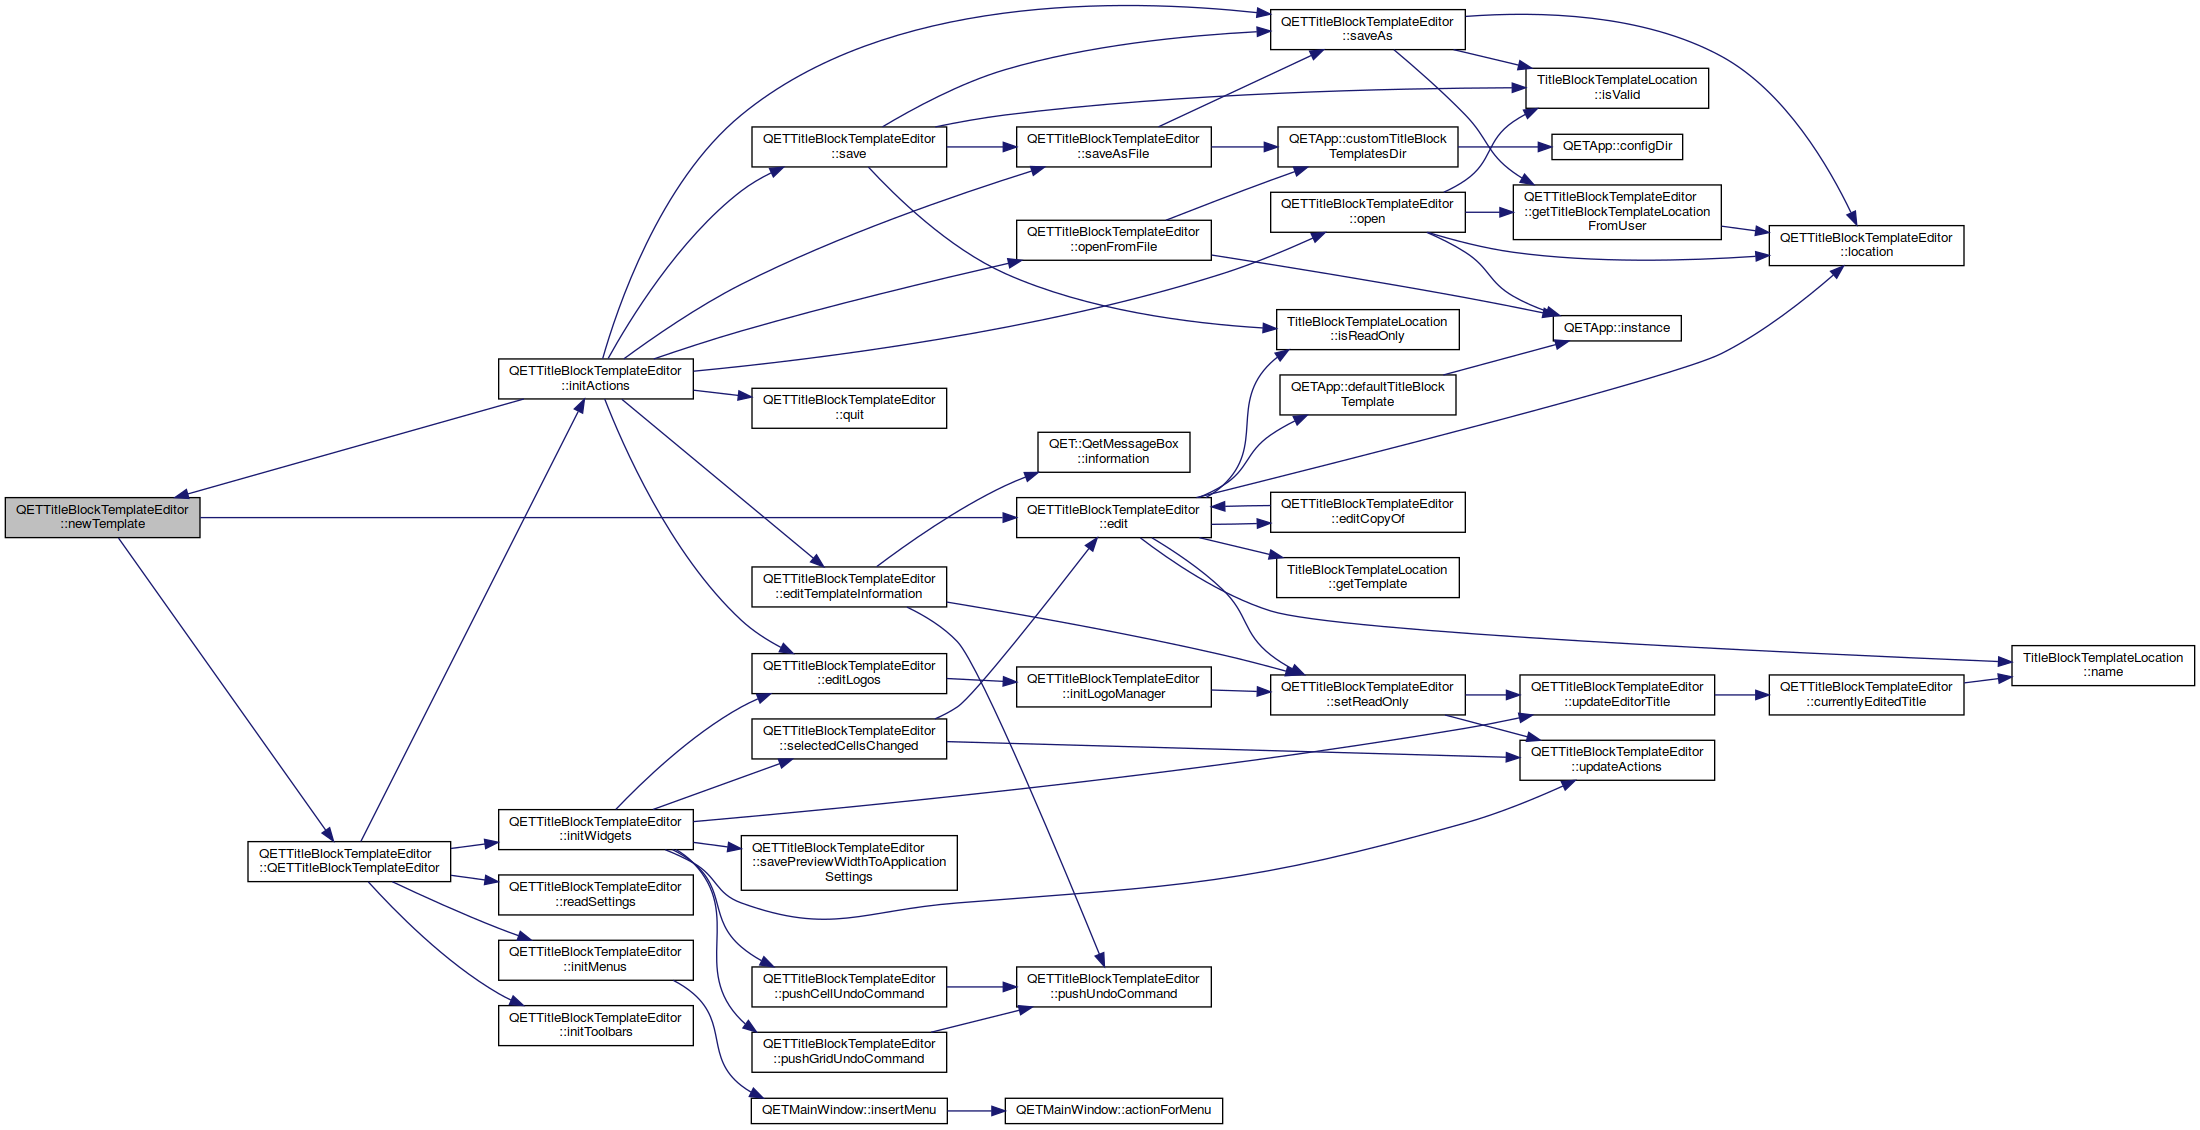 QETTitleBlockTemplateEditor
::saveAs
TitleBlockTemplateLocation
::isValid
QETTitleBlockTemplateEditor
::save
QETTitleBlockTemplateEditor
::saveAsFile
QETApp::customTitleBlock
TemplatesDir
QETApp::configDir
QETTitleBlockTemplateEditor
::open
QETTitleBlockTemplateEditor
::getTitleBlockTemplateLocation
FromUser
QETTitleBlockTemplateEditor
::openFromFile
QETTitleBlockTemplateEditor
::location
TitleBlockTemplateLocation
::isReadOnly
QETApp::instance
QETTitleBlockTemplateEditor
::initActions
QETTitleBlockTemplateEditor
::quit
QETApp::defaultTitleBlock
Template
QET::QetMessageBox
::information
QETTitleBlockTemplateEditor
::newTemplate
QETTitleBlockTemplateEditor
::edit
QETTitleBlockTemplateEditor
::editCopyOf
TitleBlockTemplateLocation
::getTemplate
QETTitleBlockTemplateEditor
::editTemplateInformation
QETTitleBlockTemplateEditor
::editLogos
QETTitleBlockTemplateEditor
::initLogoManager
QETTitleBlockTemplateEditor
::setReadOnly
QETTitleBlockTemplateEditor
::updateEditorTitle
QETTitleBlockTemplateEditor
::currentlyEditedTitle
TitleBlockTemplateLocation
::name
QETTitleBlockTemplateEditor
::selectedCellsChanged
QETTitleBlockTemplateEditor
::updateActions
QETTitleBlockTemplateEditor
::QETTitleBlockTemplateEditor
QETTitleBlockTemplateEditor
::initWidgets
QETTitleBlockTemplateEditor
::savePreviewWidthToApplication
Settings
QETTitleBlockTemplateEditor
::readSettings
QETTitleBlockTemplateEditor
::initMenus
QETTitleBlockTemplateEditor
::pushCellUndoCommand
QETTitleBlockTemplateEditor
::pushUndoCommand
QETTitleBlockTemplateEditor
::initToolbars
QETTitleBlockTemplateEditor
::pushGridUndoCommand
QETMainWindow::insertMenu
QETMainWindow::actionForMenu